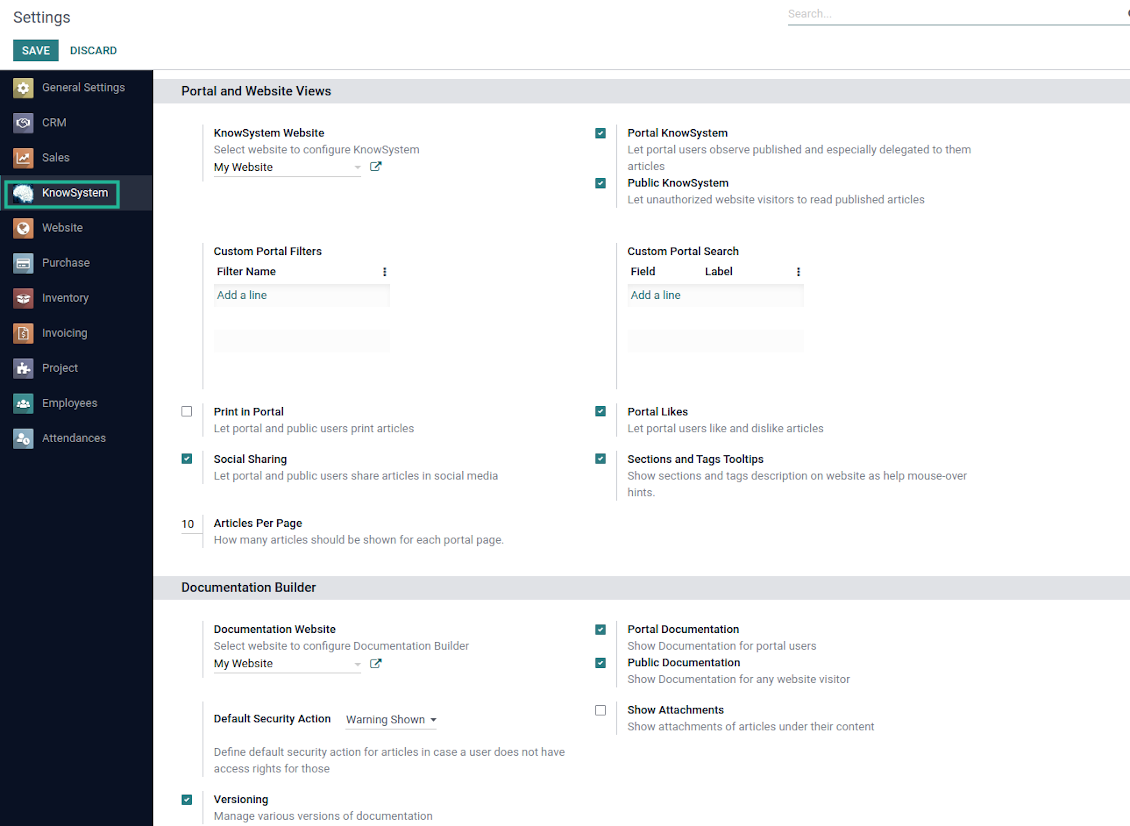 Settings
Search...
SAVE DISCARD
General Settings
CRM
Sales
KnowSystem
Website
Purchase
Inventory
Invoicing
Project
Employees
Attendances
Portal and Website Views
KnowSystem Website
Select website to configure KnowSystem
My Website
Portal KnowSystem
Let portal users observe published and especially delegated to them
articles
Public KnowSystem
Let unauthorized website visitors to read published articles
Custom Portal Filters
Filter Name
Add a line
Custom Portal Search
Field Label
Add a line
Print in Portal
Let portal and public users print articles
Portal Likes
Let portal users like and dislike articles
Social Sharing
Let portal and public users share articles in social media
Sections and Tags Tooltips
Show sections and tags description on website as help mouse-over
hints.
10 Articles Per Page
How many articles should be shown for each portal page.
Documentation Builder
Documentation Website
Select website to configure Documentation Builder
My Website
Portal Documentation
Show Documentation for portal users
Public Documentation
Show Documentation for any website visitor
Default Security Action Warning Shown
Define default security action for articles in case a user does not have
access rights for those
Show Attachments
Show attachments of articles under their content
Versioning
Manage various versions of documentation